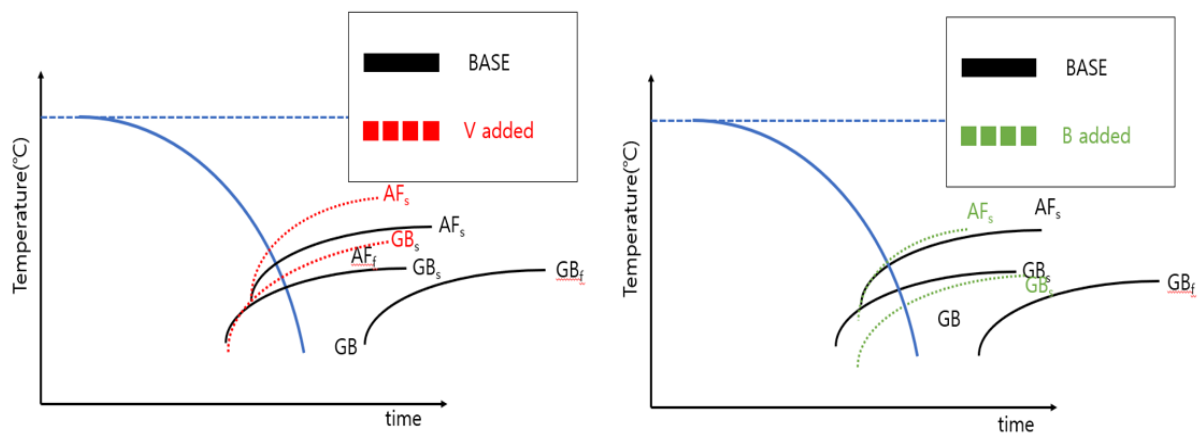 BASE
V added
Temperature(℃)
AFs
AFs
GBs
AFf
GBs
GBf
GB
time
BASE
B added
Temperature(℃)
AFs
AFs
GBs
GBs
GBf
GB
time